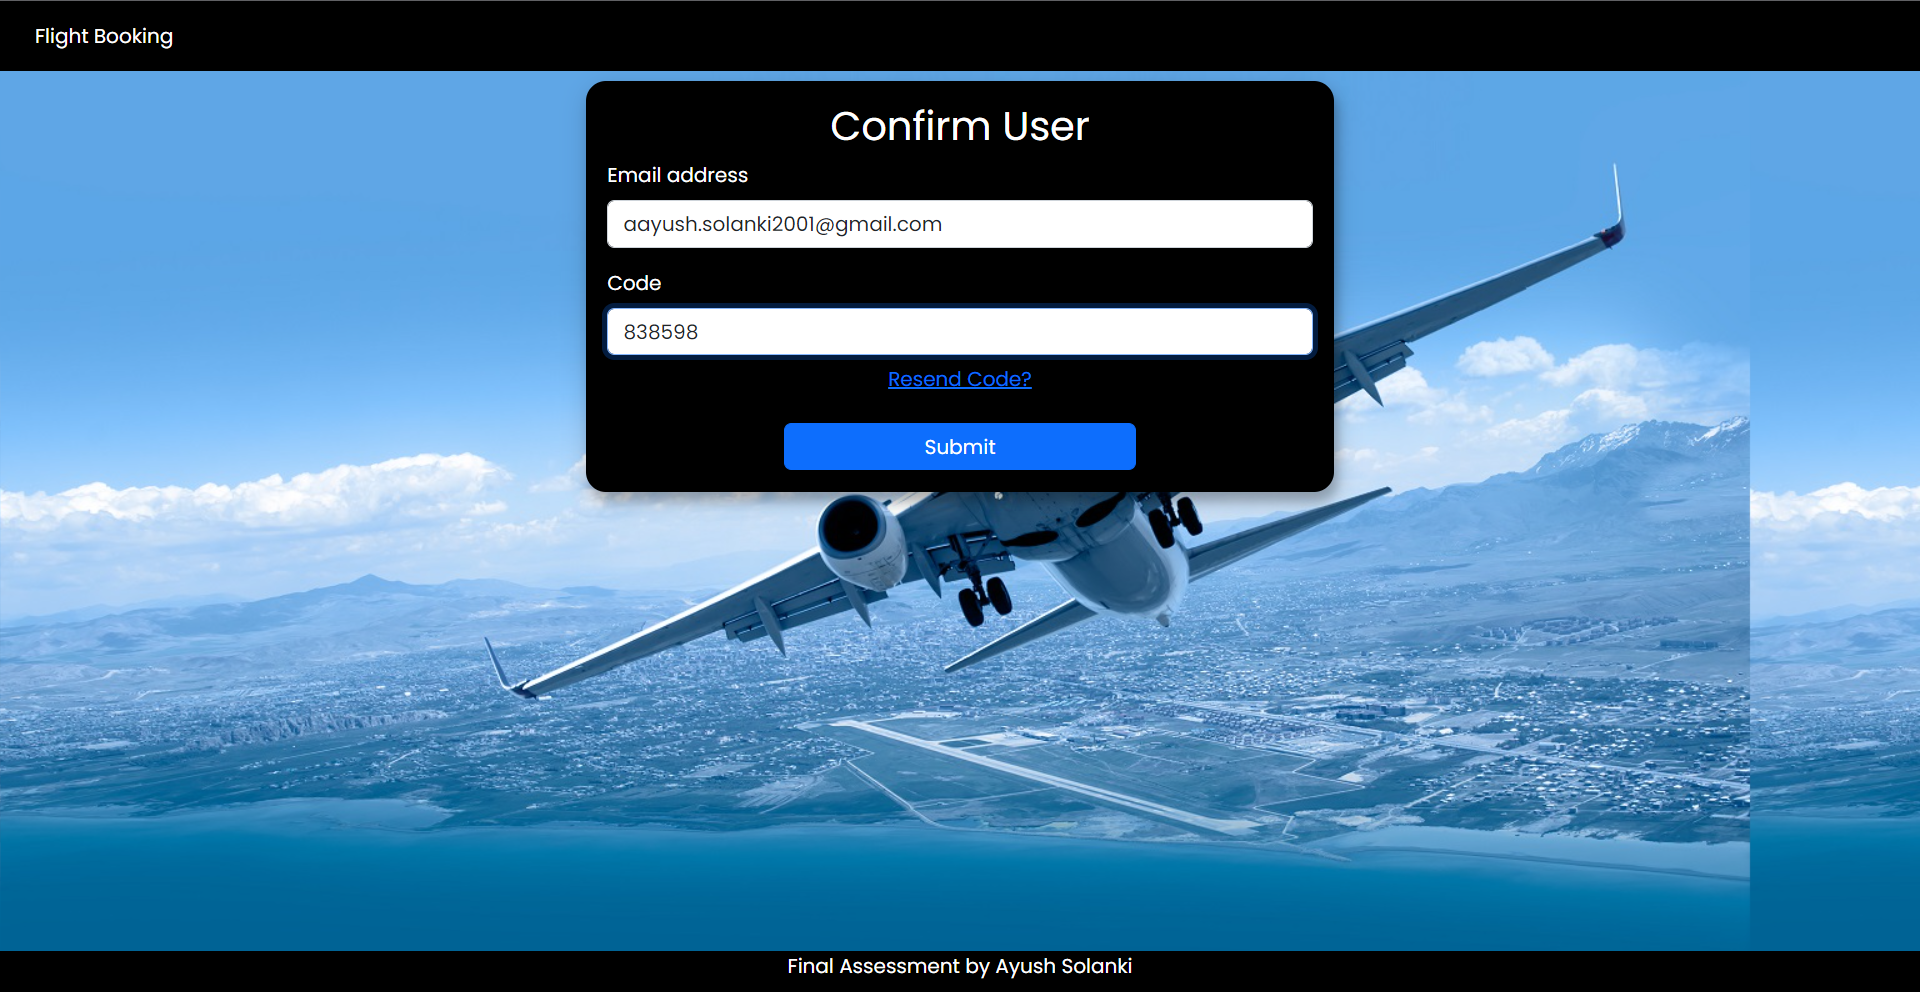 Flight Booking
Confirm User
Email address
aayush.solanki2001@gmail.com
Code
838598
Resend Code?
Submit
Final Assessment by Ayush Solanki